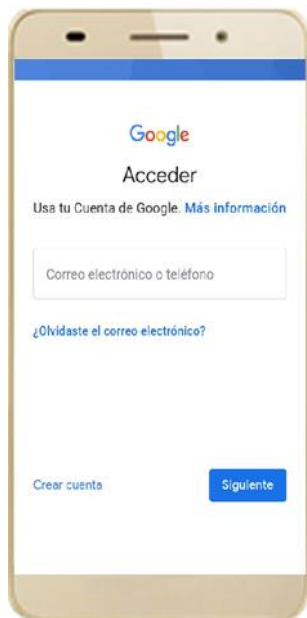 Google
Acceder
Usa tu Cuenta de Google. Más información
Correo electrónico o teléfono
¿Olvidaste el correo electrónico?
Crear cuenta
Siguiente